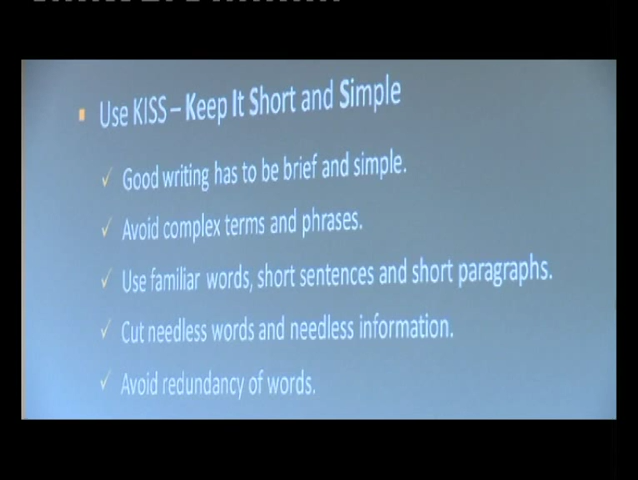 Use KISS – Keep It Short and Simple
Good writing has to be brief and simple.
Avoid complex terms and phrases.
Use familiar words, short sentences and short paragraphs.
Cut needless words and needless information.
Avoid redundancy of words.